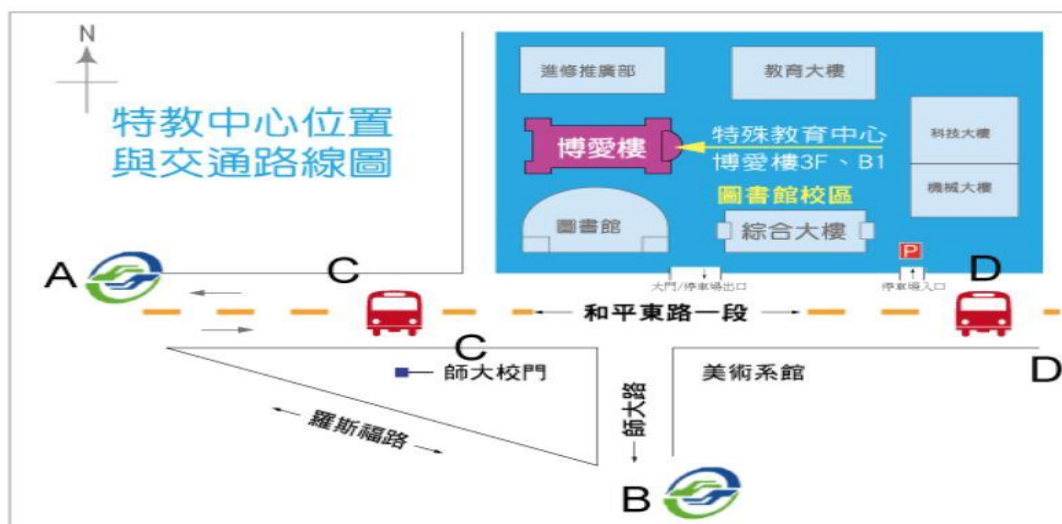 N
特教中心位置
與交通路線圖
進修推廣部
教育大樓
博愛樓
特殊教育中心
博愛樓3F、B1
科技大樓
機械大樓
圖書館校區
圖書館
綜合大樓
P
A
C
大門/停車場出口
停車場入口
D
和平東路一段
C
師大校門
美術系館
D
師大路
羅斯福路
B